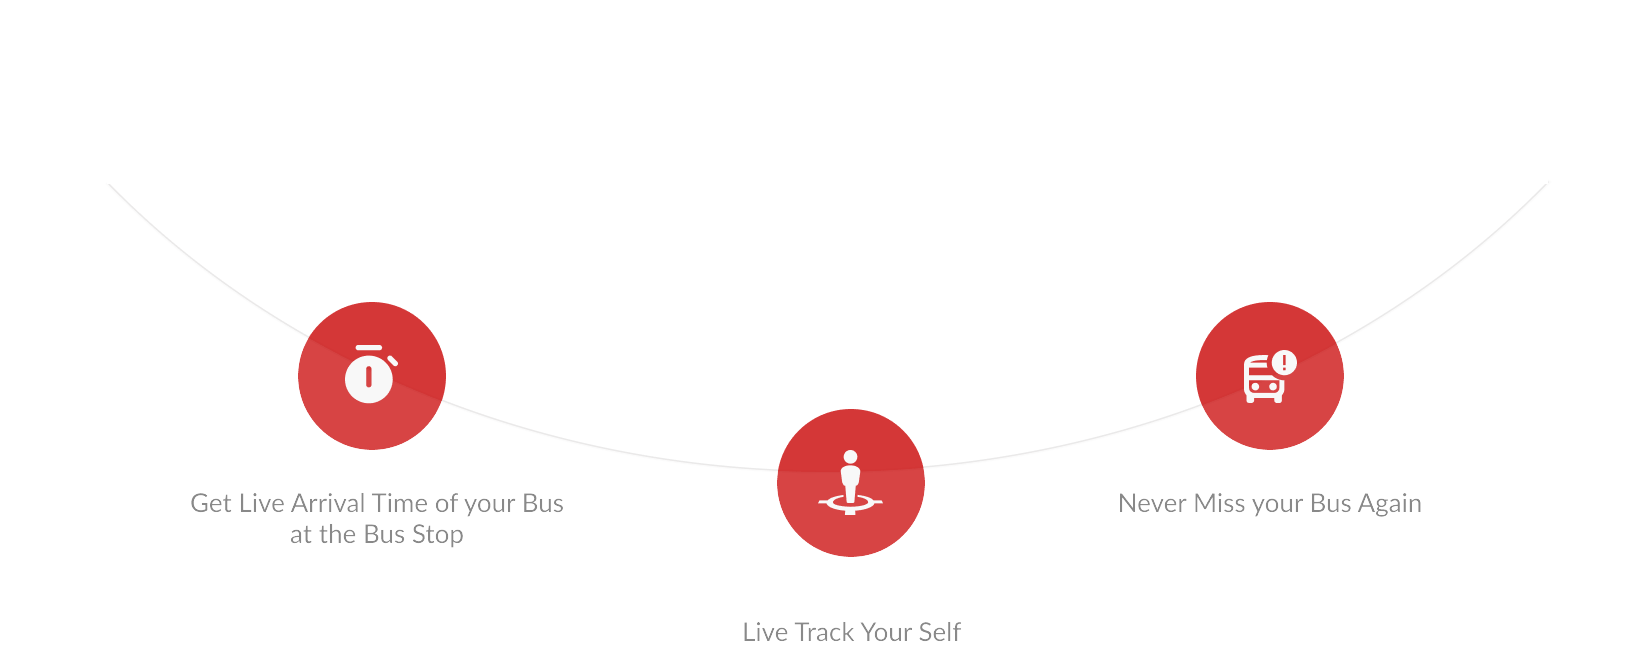 Get Live Arrival Time of your Bus
at the Bus Stop
Live Track Your Self
Never Miss your Bus Again